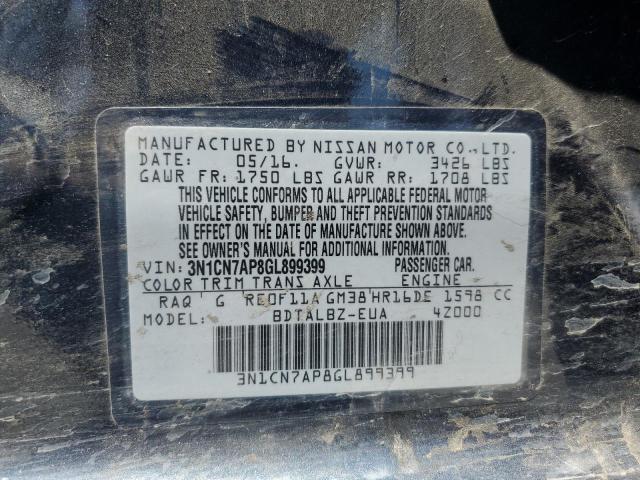 MANUFACTURED BY NISSAN MOTOR CO.,LTD.
DATE: 05/16. GVWR: 3426 LBS
GAWR FR: 1750 LBS GAWR RR: 1708 LBS
THIS VEHICLE CONFORMS TO ALL APPLICABLE FEDERAL MOTOR
VEHICLE SAFETY, BUMPER AND THEFT PREVENTION STANDARDS
IN EFFECT ON THE DATE OF MANUFACTURE SHOWN ABOVE.
SEE OWNER'S MANUAL FOR ADDITIONAL INFORMATION.
VIN: 3N1CN7AP8GL899399 PASSENGER CAR.
COLOR TRIM TRANS AXLE ENGINE
RAQ G RE0F11A GM38 HR16DE 1598 CC
MODEL: BDTALBZ-EUA 4Z000
3N1CN7AP8GL899399